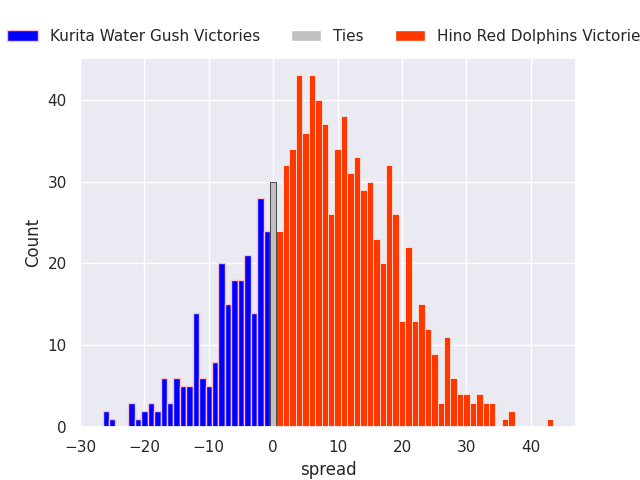 Kurita Water Gush Victories
Ties
Hino Red Dolphins Victorie
40
30
20
10
0
Count
−30
−20
−10
0
10
20
30
40
spread